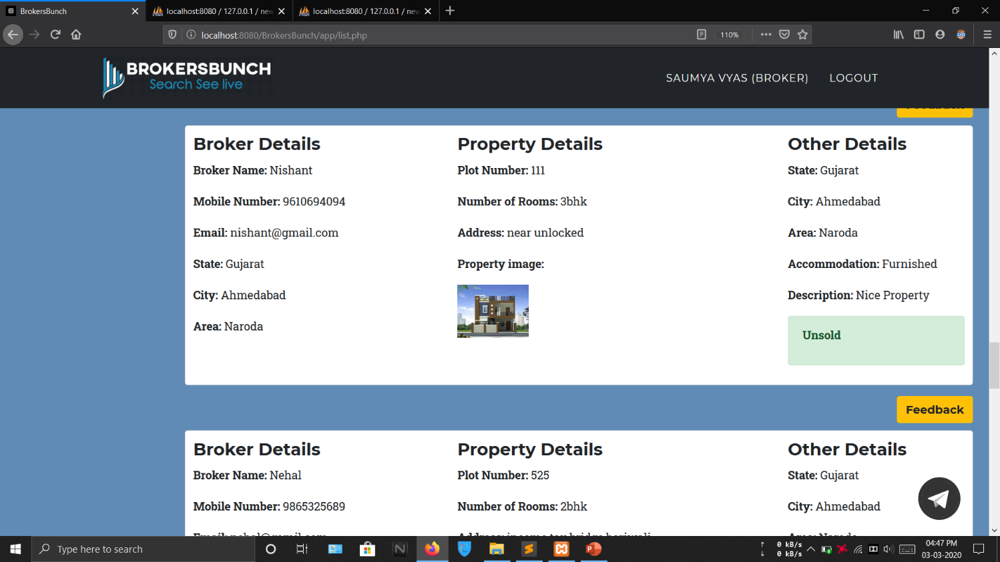 BrokersBunch
localhost:8080 / 127.0.0.1 / new
localhost:8080 / 127.0.0.1 / new
localhost:8080/BrokersBunch/app/list.php
110%
BROKERSBUNCH
Search See live
SAUMYA VYAS (BROKER)
LOGOUT
Broker Details
Broker Name: Nishant
Mobile Number: 9610694094
Email: nishant@gmail.com
State: Gujarat
City: Ahmedabad
Area: Naroda
Property Details
Plot Number: 111
Number of Rooms: 3bhk
Address: near unlocked
Property image:
Other Details
State: Gujarat
City: Ahmedabad
Area: Naroda
Accommodation: Furnished
Description: Nice Property
Unsold
Feedback
Broker Details
Broker Name: Nehal
Mobile Number: 9865325689
Property Details
Plot Number: 525
Number of Rooms: 2bhk
Other Details
State: Gujarat
City: Ahmedabad
Type here to search
0 kB/s
0 kB/s
04:47 PM
03-03-2020